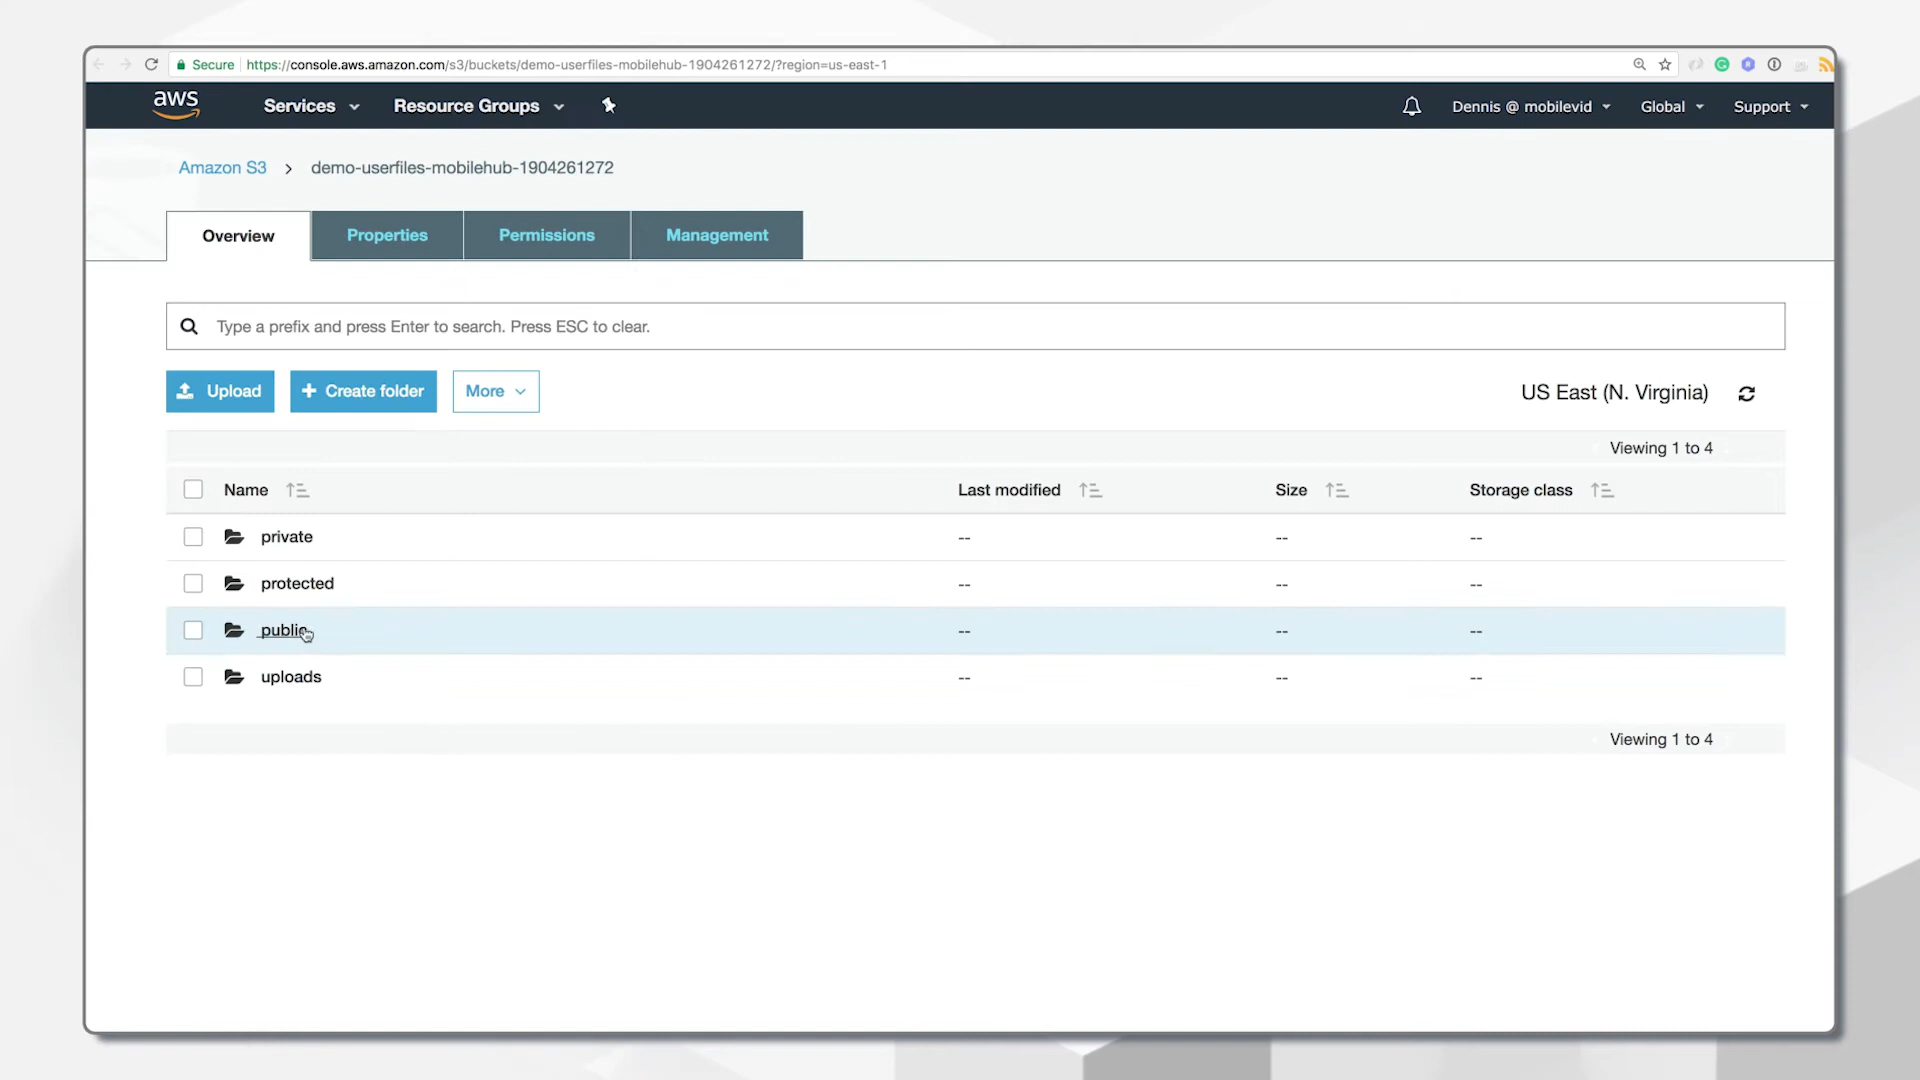 Secure https://console.aws.amazon.com/s3/buckets/demo-userfiles-mobilehub-1904261272/?region=us-east-1
aws Services Resource Groups Dennis @ mobilevid Global Support
Amazon S3 > demo-userfiles-mobilehub-1904261272
Overview Properties Permissions Management
Type a prefix and press Enter to search. Press ESC to clear.
Upload + Create folder More US East (N. Virginia)
Viewing 1 to 4
Name Last modified Size Storage class
private -- -- --
protected -- -- --
public -- -- --
uploads -- -- --
Viewing 1 to 4